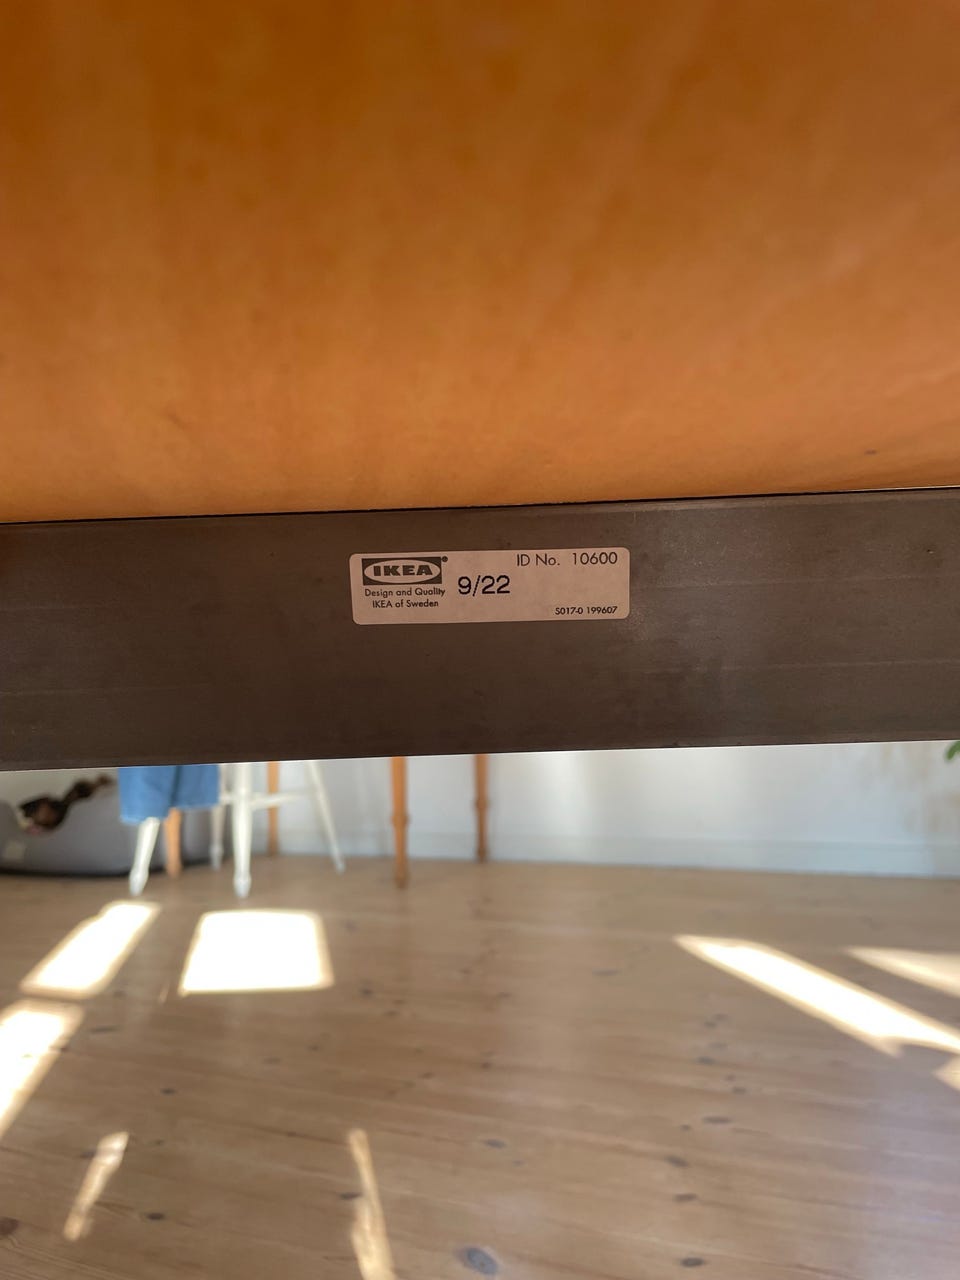 IKEA®
Design and Quality
IKEA of Sweden
9/22
ID No. 10600
S017-0 199607